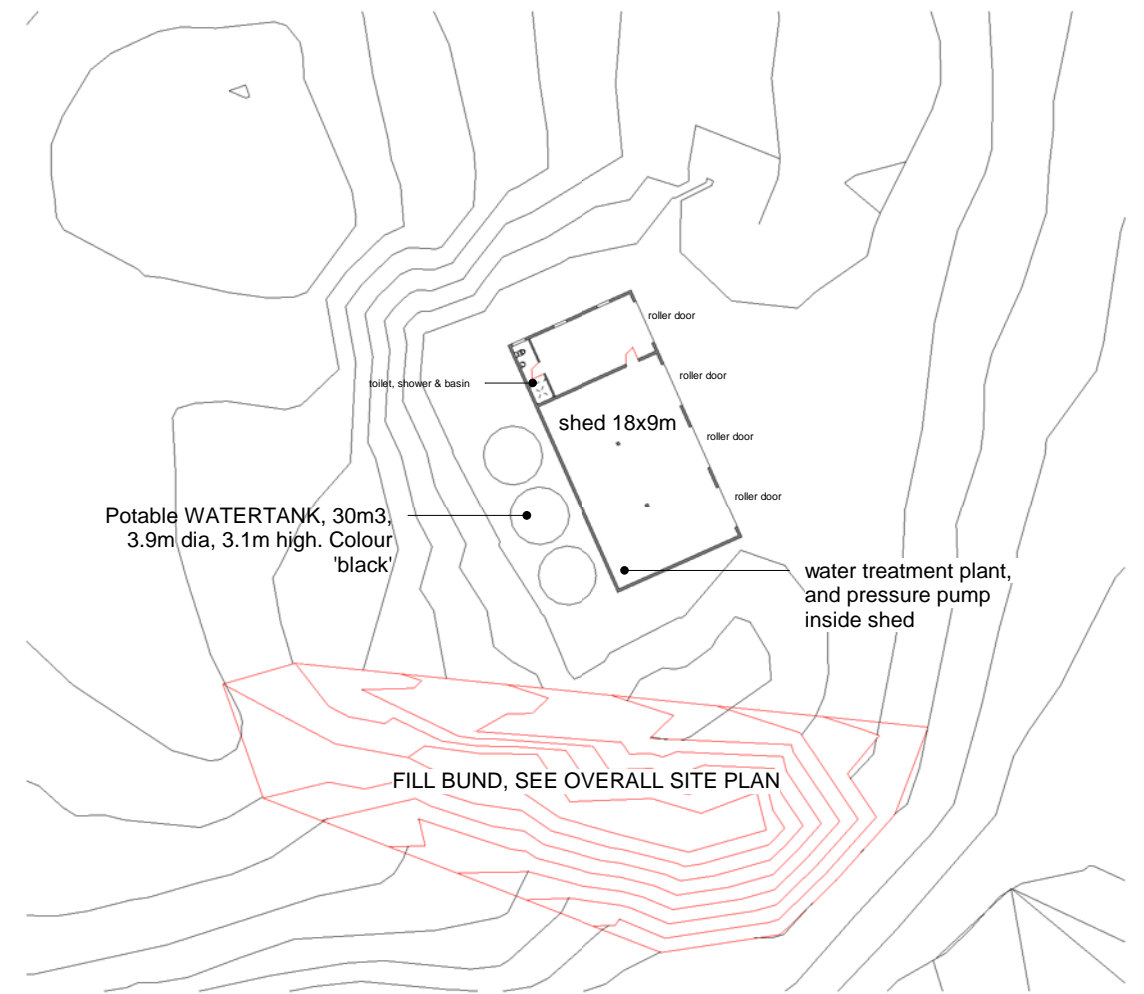 roller door
roller door
toilet, shower & basin
shed 18x9m
roller door
roller door
Potable WATERTANK, 30m3,
3.9m dia, 3.1m high. Colour
'black'
water treatment plant,
and pressure pump
inside shed
FILL BUND, SEE OVERALL SITE PLAN